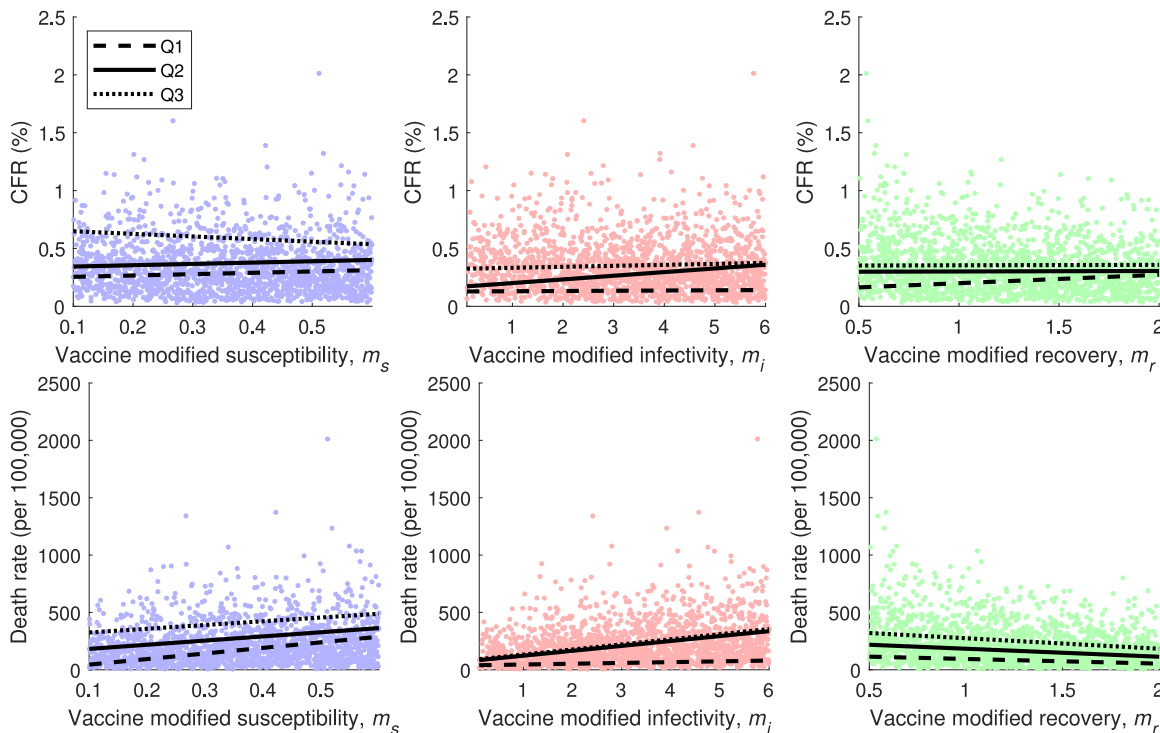 2.5
2
1.5
1
0.5
0
CFR (%)
Q1
Q2
Q3
0.1 0.2 0.3 0.4 0.5
Vaccine modified susceptibility, m_s
2.5
2
1.5
1
0.5
0
CFR (%)
1 2 3 4 5 6
Vaccine modified infectivity, m_i
2.5
2
1.5
1
0.5
0
CFR (%)
0.5 1 1.5 2
Vaccine modified recovery, m_r
2500
2000
1500
1000
500
0
Death rate (per 100,000)
0.1 0.2 0.3 0.4 0.5
Vaccine modified susceptibility, m_s
2500
2000
1500
1000
500
0
Death rate (per 100,000)
1 2 3 4 5 6
Vaccine modified infectivity, m_i
2500
2000
1500
1000
500
0
Death rate (per 100,000)
0.5 1 1.5 2
Vaccine modified recovery, m_r